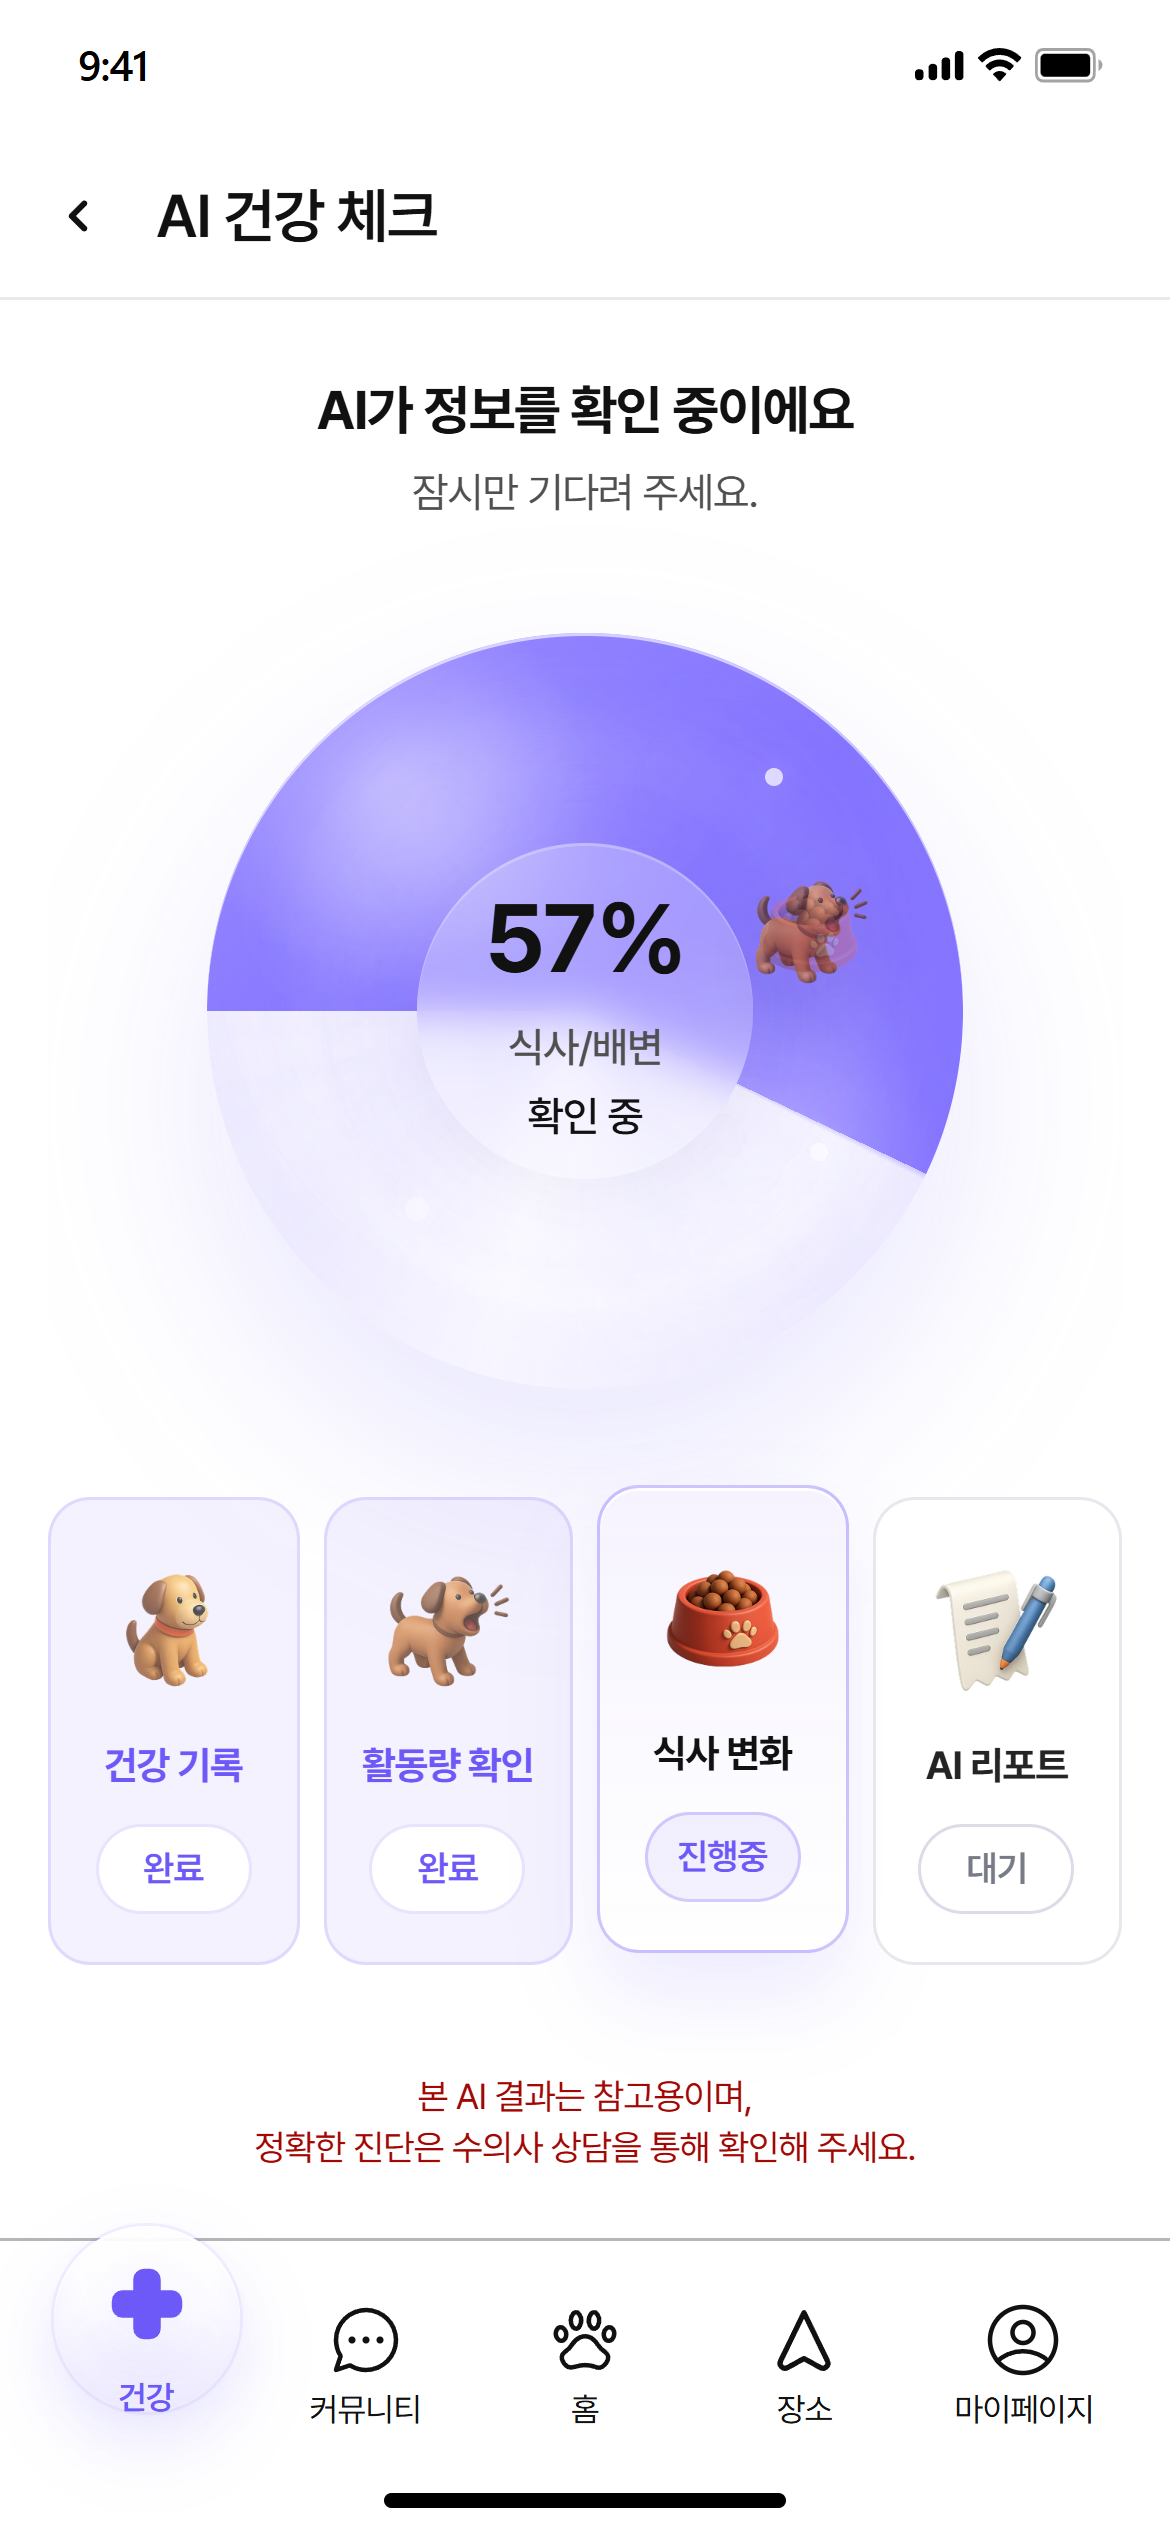 9:41
AI 건강 체크
AI가 정보를 확인 중이에요
잠시만 기다려 주세요.
57%
식사/배변
확인 중
건강 기록
완료
활동량 확인
완료
식사 변화
진행중
AI 리포트
대기
본 AI 결과는 참고용이며,
정확한 진단은 수의사 상담을 통해 확인해 주세요.
건강
커뮤니티
홈
장소
마이페이지